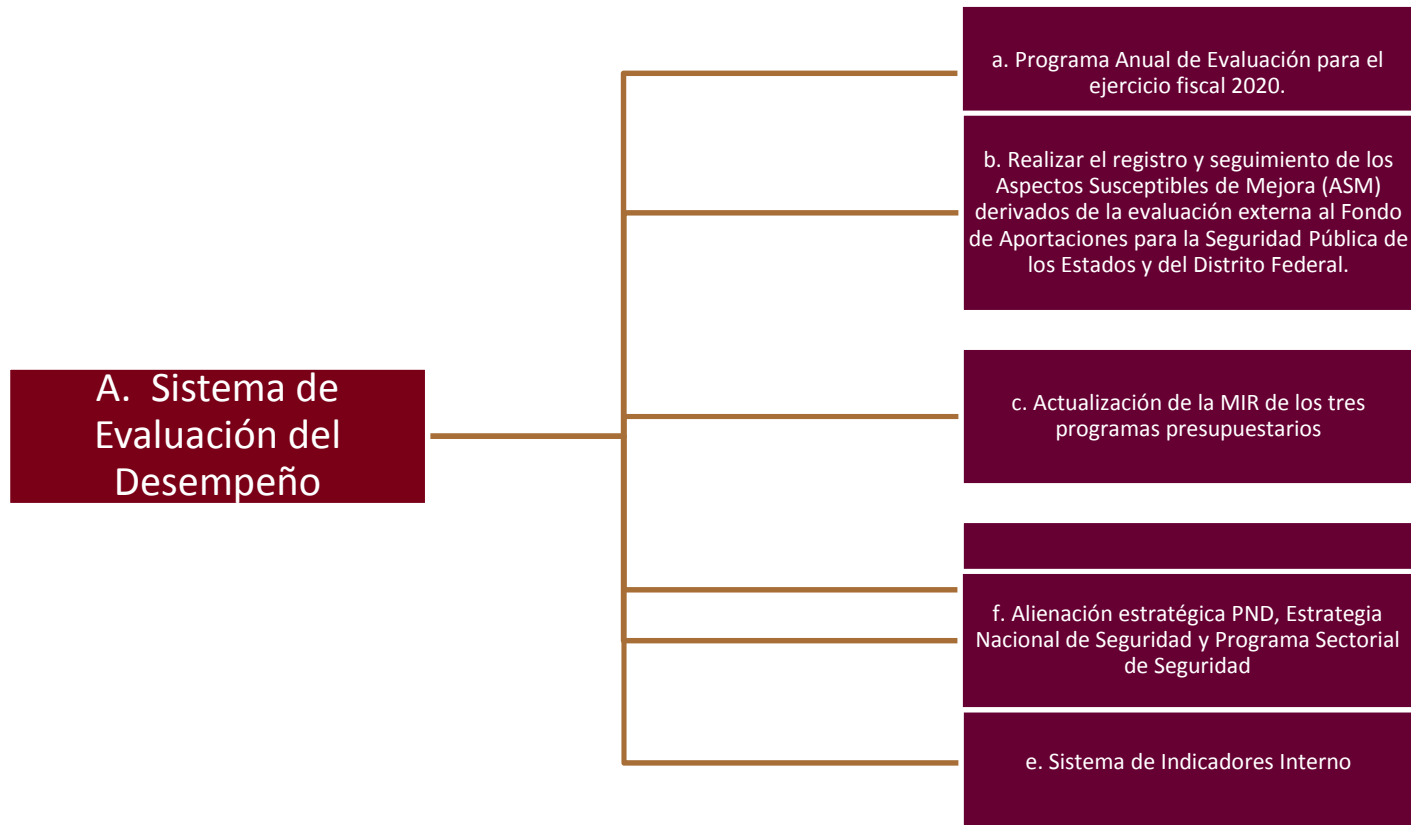 A. Sistema de
Evaluación del
Desempeño
a. Programa Anual de Evaluación para el
ejercicio fiscal 2020.
b. Realizar el registro y seguimiento de los
Aspectos Susceptibles de Mejora (ASM)
derivados de la evaluación externa al Fondo
de Aportaciones para la Seguridad Pública de
los Estados y del Distrito Federal.
c. Actualización de la MIR de los tres
programas presupuestarios
f. Alienación estratégica PND, Estrategia
Nacional de Seguridad y Programa Sectorial
de Seguridad
e. Sistema de Indicadores Interno